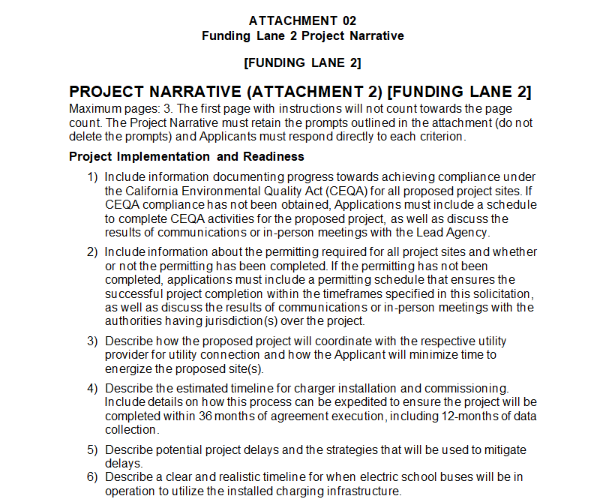 ATTACHMENT 02
Funding Lane 2 Project Narrative
[FUNDING LANE 2]
PROJECT NARRATIVE (ATTACHMENT 2) [FUNDING LANE 2]
Maximum pages: 3. The first page with instructions will not count towards the page
count. The Project Narrative must retain the prompts outlined in the attachment (do not
delete the prompts) and Applicants must respond directly to each criterion.
Project Implementation and Readiness
1) Include information documenting progress towards achieving compliance under
the California Environmental Quality Act (CEQA) for all proposed project sites. If
CEQA compliance has not been obtained, Applications must include a schedule
to complete CEQA activities for the proposed project, as well as discuss the
results of communications or in-person meetings with the Lead Agency.
2) Include information about the permitting required for all project sites and whether
or not the permitting has been completed. If the permitting has not been
completed, applications must include a permitting schedule that ensures the
successful project completion within the timeframes specified in this solicitation,
as well as discuss the results of communications or in-person meetings with the
authorities having jurisdiction(s) over the project.
3) Describe how the proposed project will coordinate with the respective utility
provider for utility connection and how the Applicant will minimize time to
energize the proposed site(s).
4) Describe the estimated timeline for charger installation and commissioning.
Include details on how this process can be expedited to ensure the project will be
completed within 36 months of agreement execution, including 12-months of data
collection.
5) Describe potential project delays and the strategies that will be used to mitigate
delays.
6) Describe a clear and realistic timeline for when electric school buses will be in
operation to utilize the installed charging infrastructure.